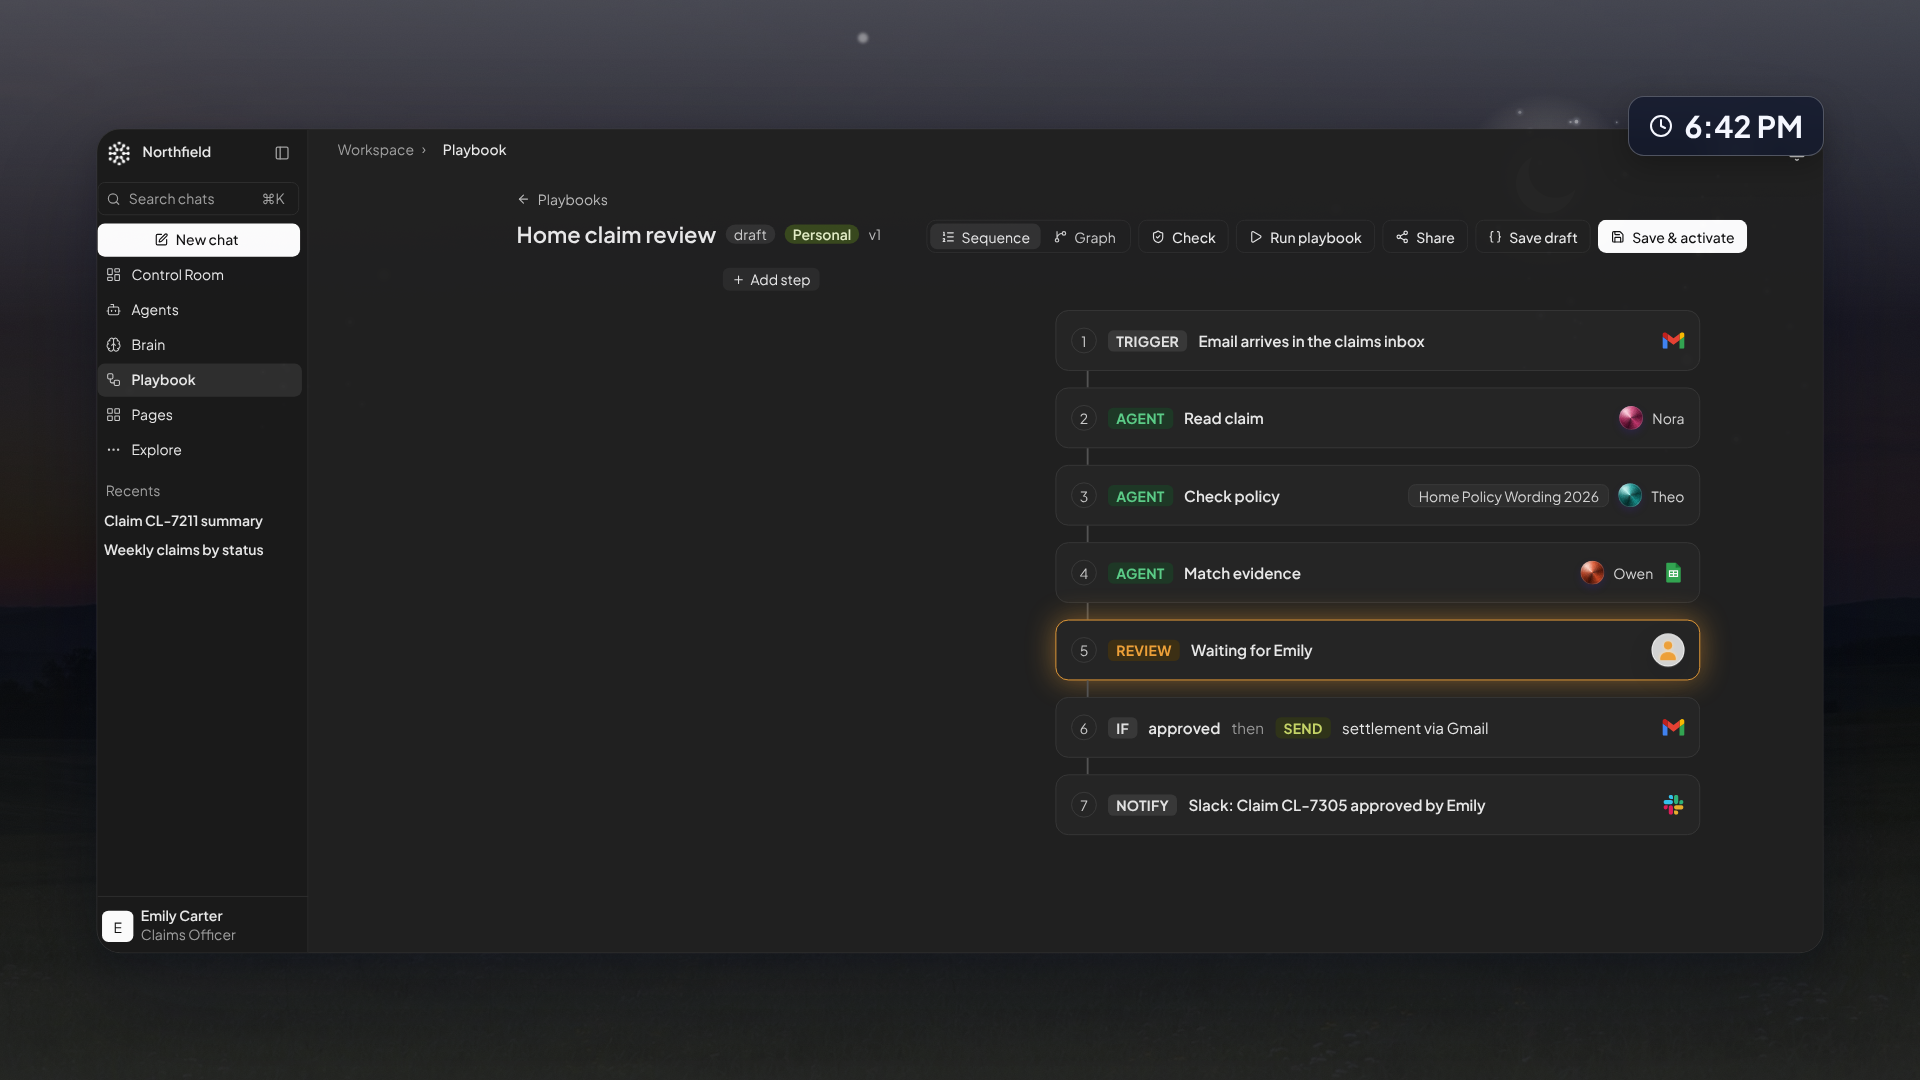 6:42 PM
Northfield
Workspace › Playbook
Search chats ⌘K
New chat
Control Room
Agents
Brain
Playbook
Pages
Explore
Recents
Claim CL-7211 summary
Weekly claims by status
Emily Carter
E
Claims Officer
← Playbooks
Home claim review draft Personal v1
Sequence Graph Check Run playbook Share Save draft Save & activate
+ Add step
1 TRIGGER Email arrives in the claims inbox
2 AGENT Read claim Nora
3 AGENT Check policy Home Policy Wording 2026 Theo
4 AGENT Match evidence Owen
5 REVIEW Waiting for Emily
6 IF approved then SEND settlement via Gmail
7 NOTIFY Slack: Claim CL-7305 approved by Emily